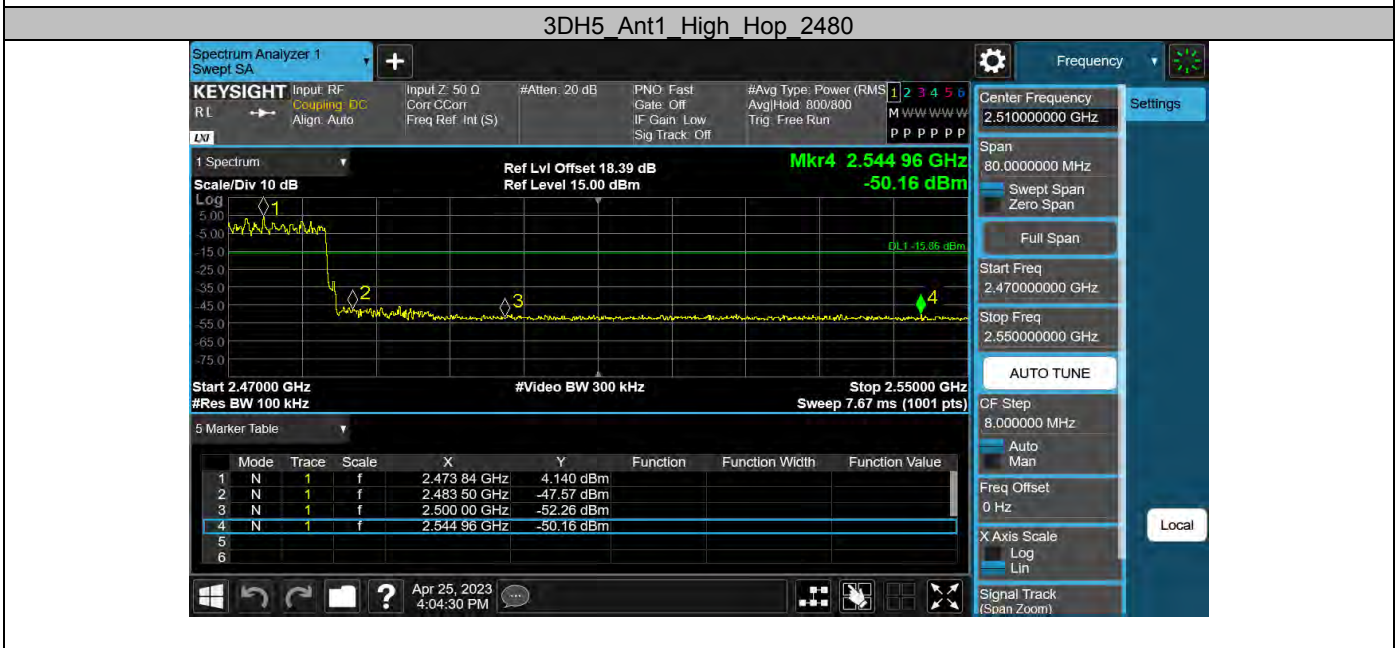 3DH5_Ant1_High_Hop_2480
Spectrum Analyzer 1
Swept SA
Frequency
KEYSIGHT
R L
LXI
Input: RF
Coupling: DC
Align: Auto
Input Z: 50 Ω
Corr CCorr
Freq Ref: Int (S)
#Atten: 20 dB
PNO: Fast
Gate: Off
IF Gain: Low
Sig Track: Off
#Avg Type: Power (RMS
Avg|Hold: 800/800
Trig: Free Run
1 2 3 4 5 6
M W W W W W
P P P P P P
1 Spectrum
Scale/Div 10 dB
Ref Lvl Offset 18.39 dB
Ref Level 15.00 dBm
Mkr4 2.544 96 GHz
-50.16 dBm
Log
5.00
-5.00
-15.0
-25.0
-35.0
-45.0
-55.0
-65.0
-75.0
1
2
3
4
DL1 -15.86 dBm
Start 2.47000 GHz
#Res BW 100 kHz
#Video BW 300 kHz
Stop 2.55000 GHz
Sweep 7.67 ms (1001 pts)
5 Marker Table
Mode Trace Scale X Y Function Function Width Function Value
1 N 1 f 2.473 84 GHz 4.140 dBm
2 N 1 f 2.483 50 GHz -47.57 dBm
3 N 1 f 2.500 00 GHz -52.26 dBm
4 N 1 f 2.544 96 GHz -50.16 dBm
5
6
Apr 25, 2023
4:04:30 PM
Center Frequency
2.510000000 GHz
Settings
Span
80.0000000 MHz
Swept Span
Zero Span
Full Span
Start Freq
2.470000000 GHz
Stop Freq
2.550000000 GHz
AUTO TUNE
CF Step
8.000000 MHz
Auto
Man
Freq Offset
0 Hz
Local
X Axis Scale
Log
Lin
Signal Track
(Span Zoom)